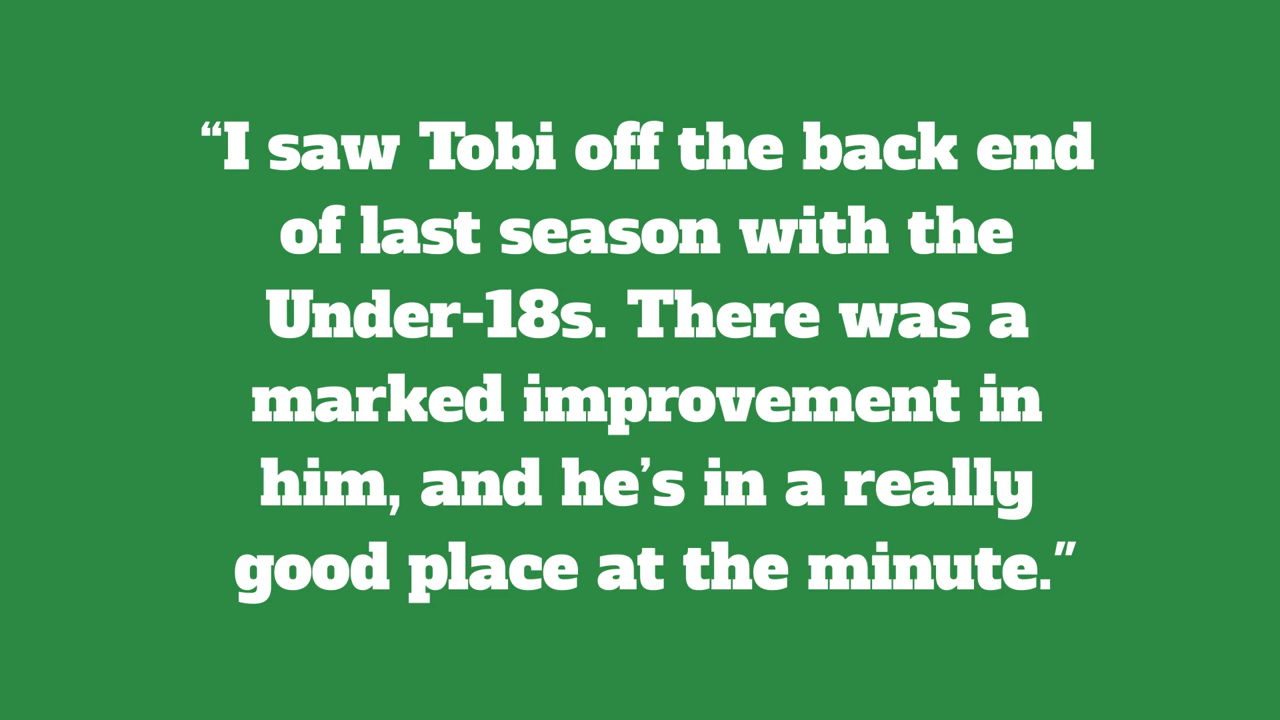 “I saw Tobi off the back end
of last season with the
Under-18s. There was a
marked improvement in
him, and he’s in a really
good place at the minute.”